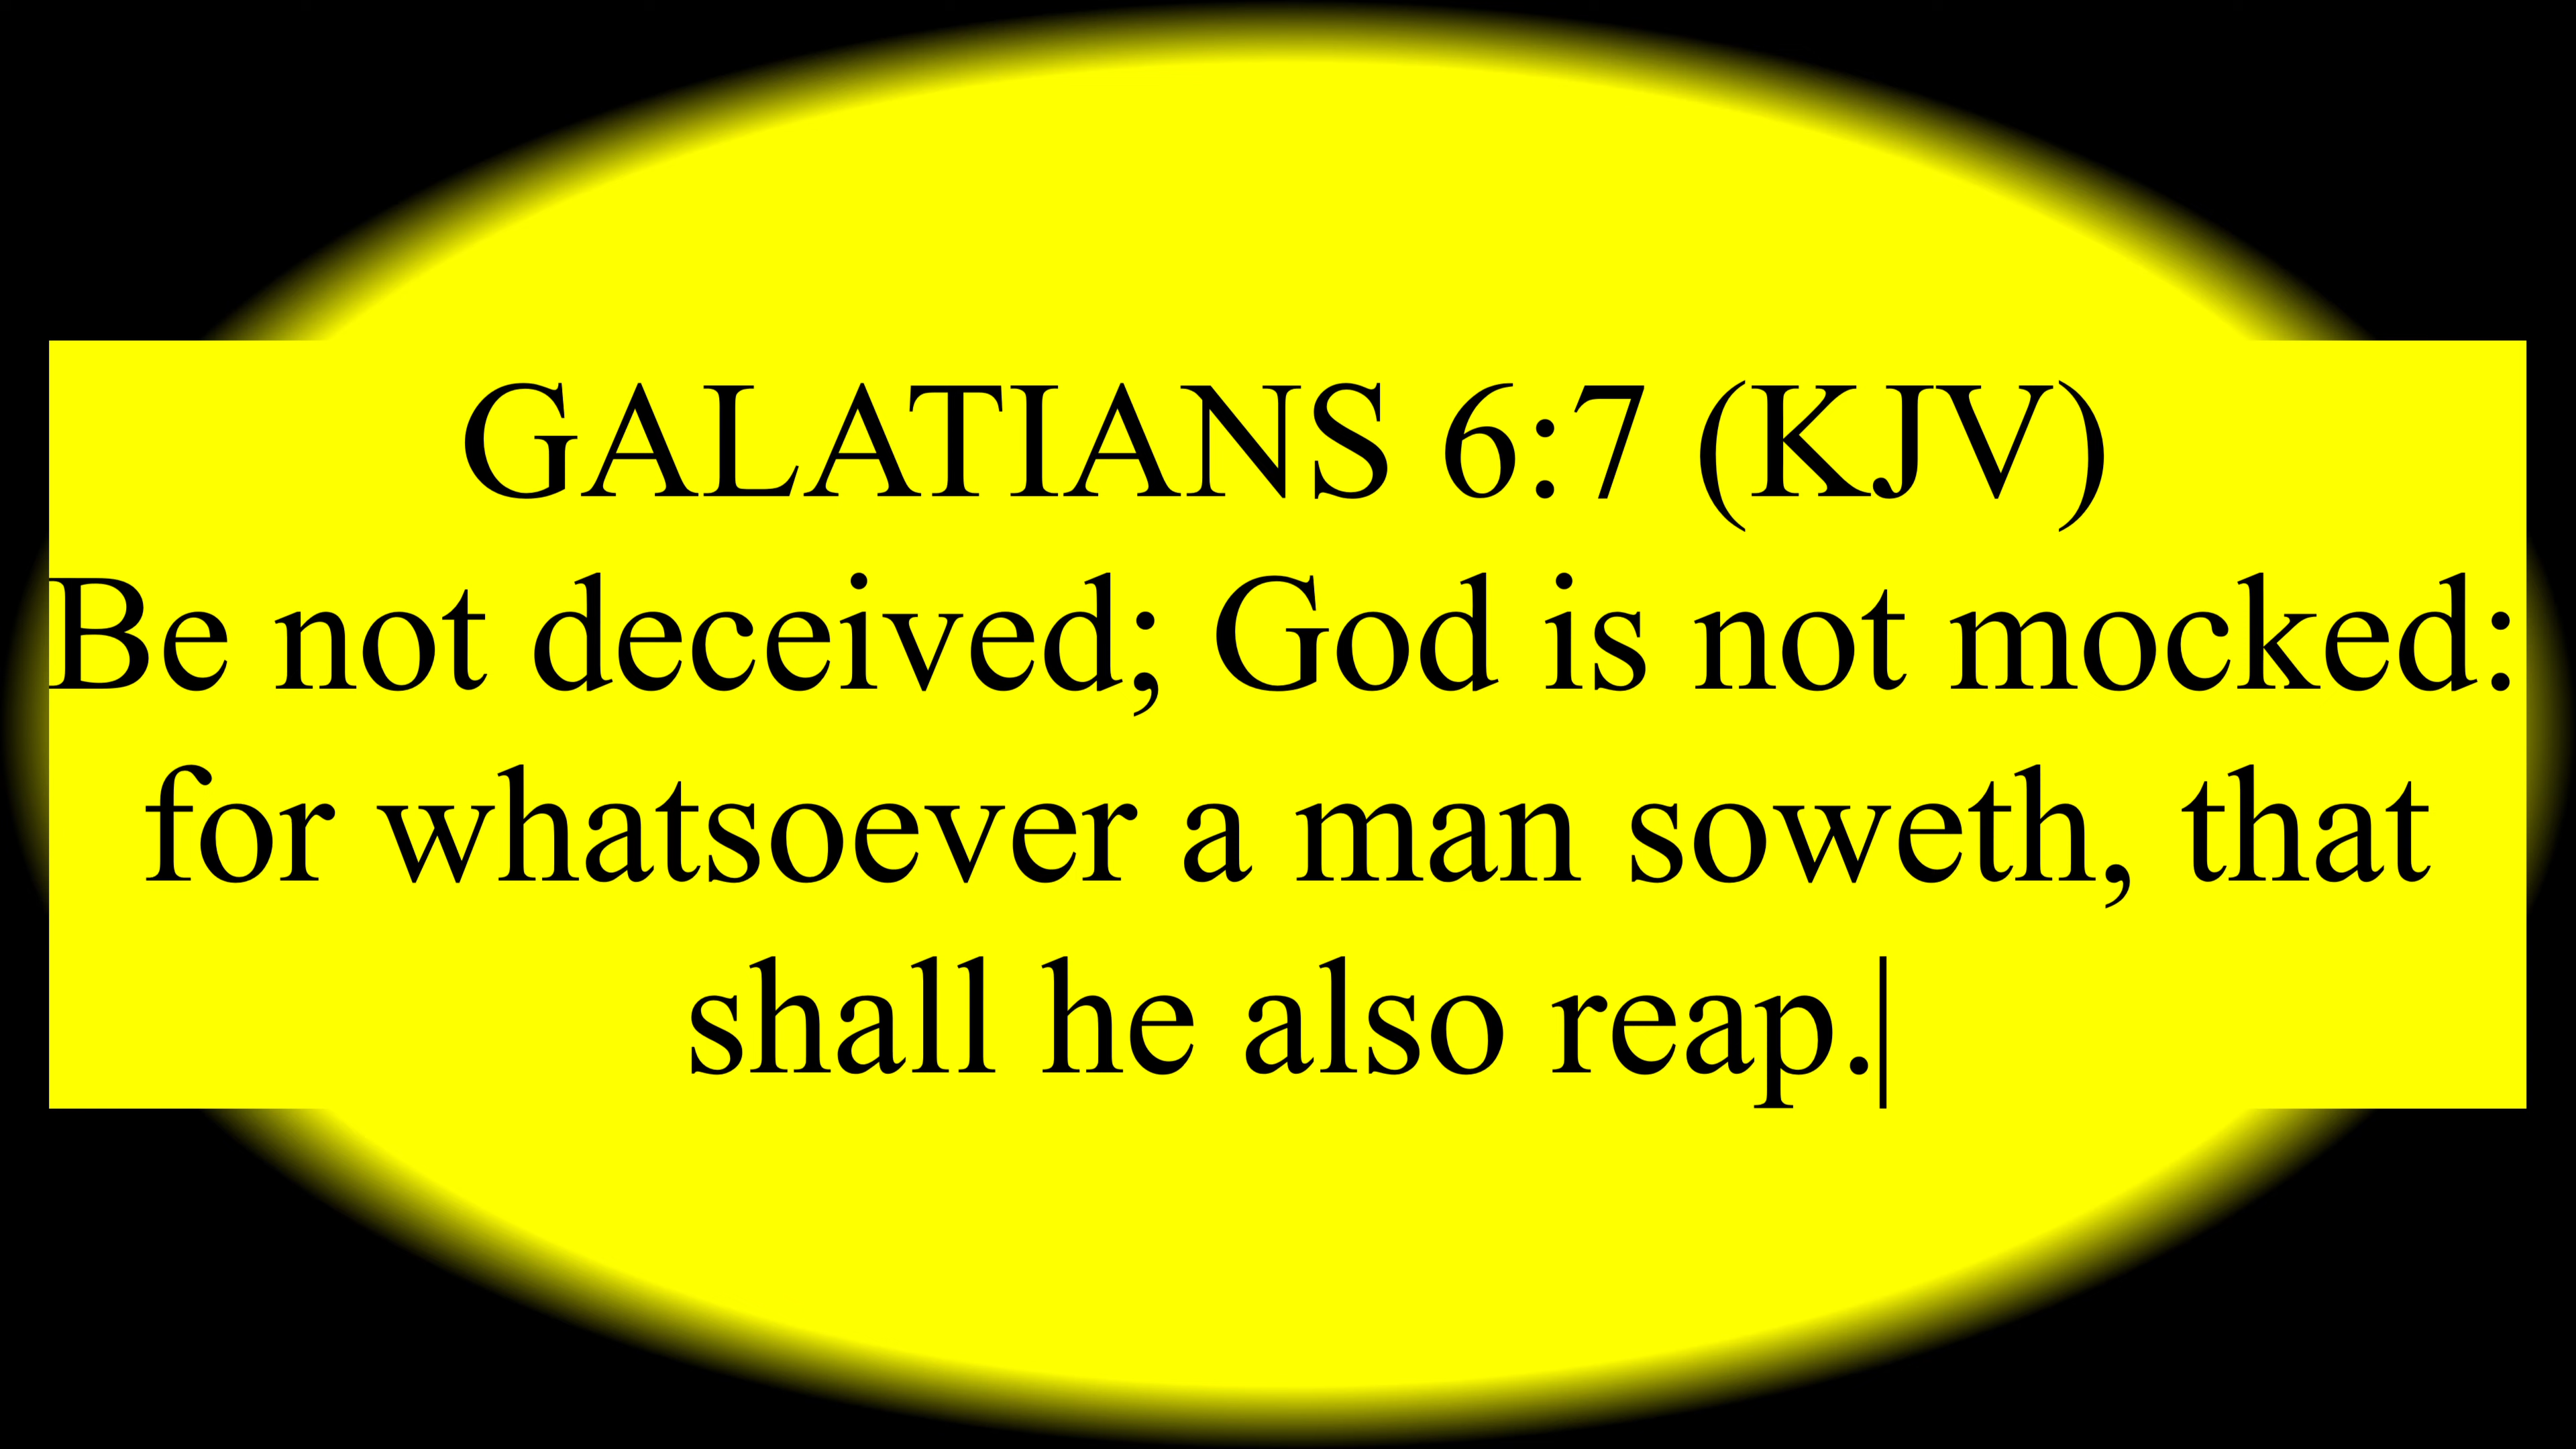 GALATIANS 6:7 (KJV)
Be not deceived; God is not mocked:
for whatsoever a man soweth, that
shall he also reap.